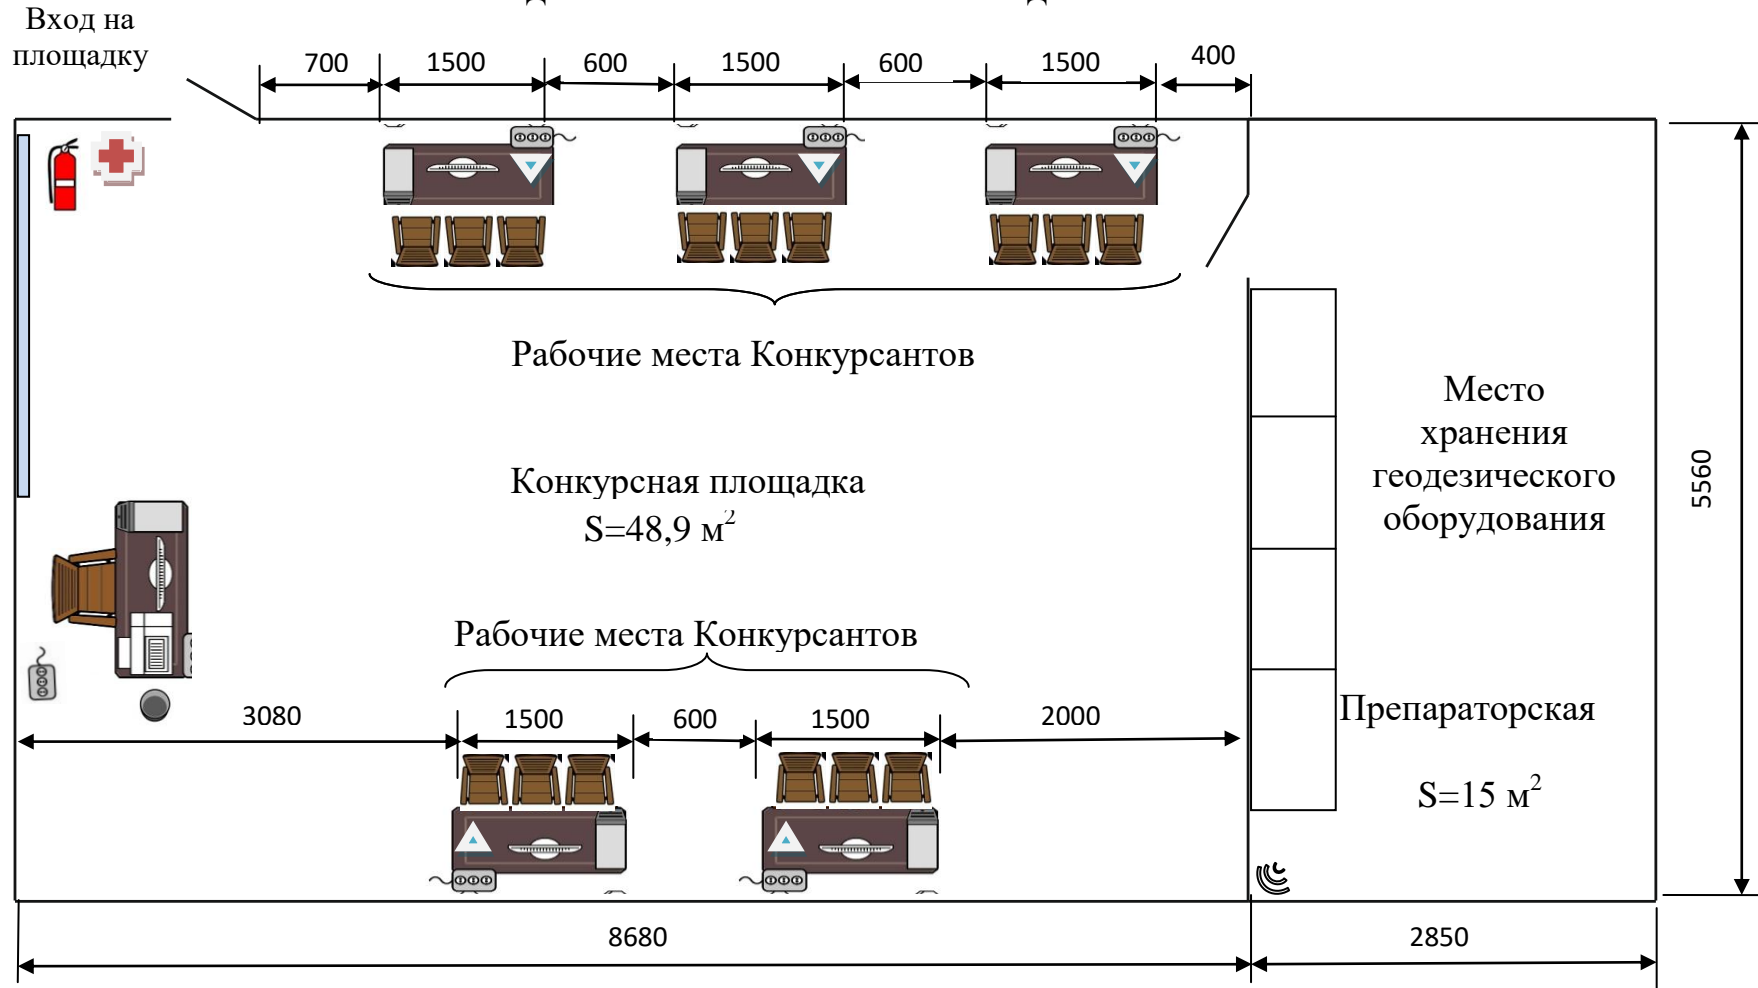 Вход на
площадку
700 1500 600 1500 600 1500 400
Рабочие места Конкурсантов
Место
хранения
геодезического
оборудования
5560
Конкурсная площадка
S=48,9 м²
Рабочие места Конкурсантов
3080 1500 600 1500 2000
Препараторская
S=15 м²
8680 2850